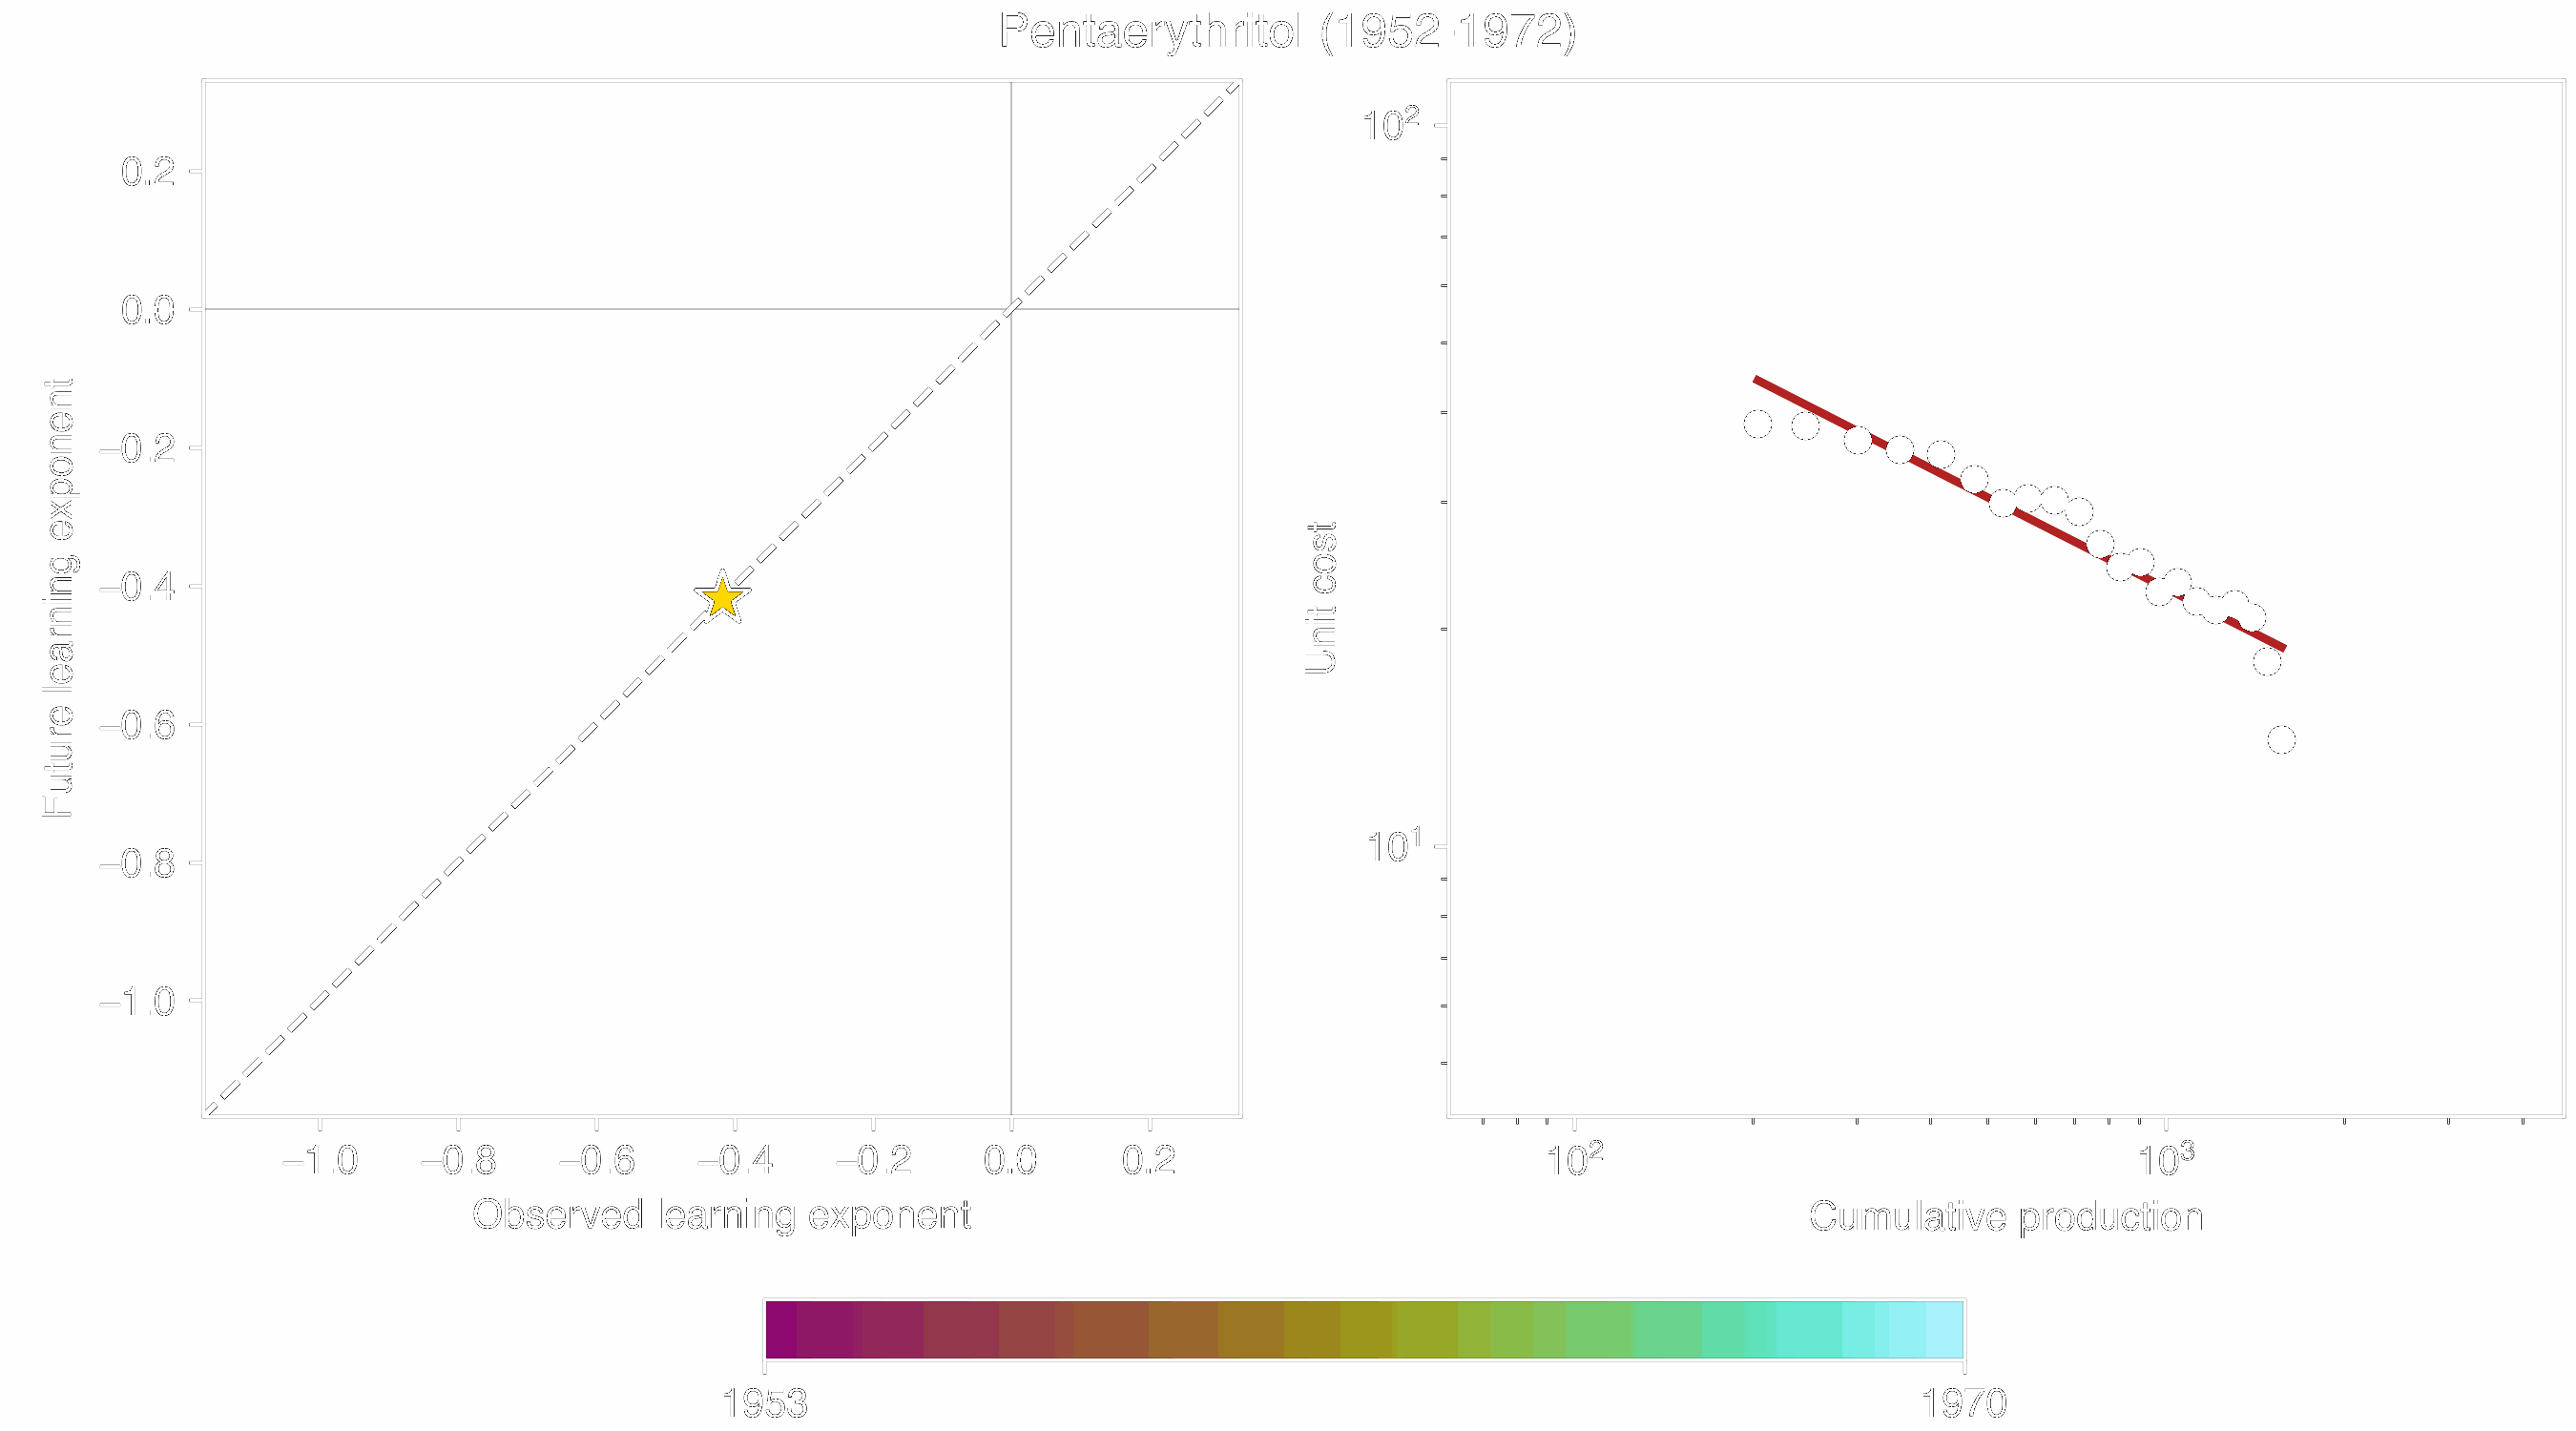 Pentaerythritol (1952-1972)
Future learning exponent
0.2
0.0
−0.2
−0.4
−0.6
−0.8
−1.0
−1.0 −0.8 −0.6 −0.4 −0.2 0.0 0.2
Observed learning exponent
Unit cost
10²
10¹
10² 10³
Cumulative production
1953 1970